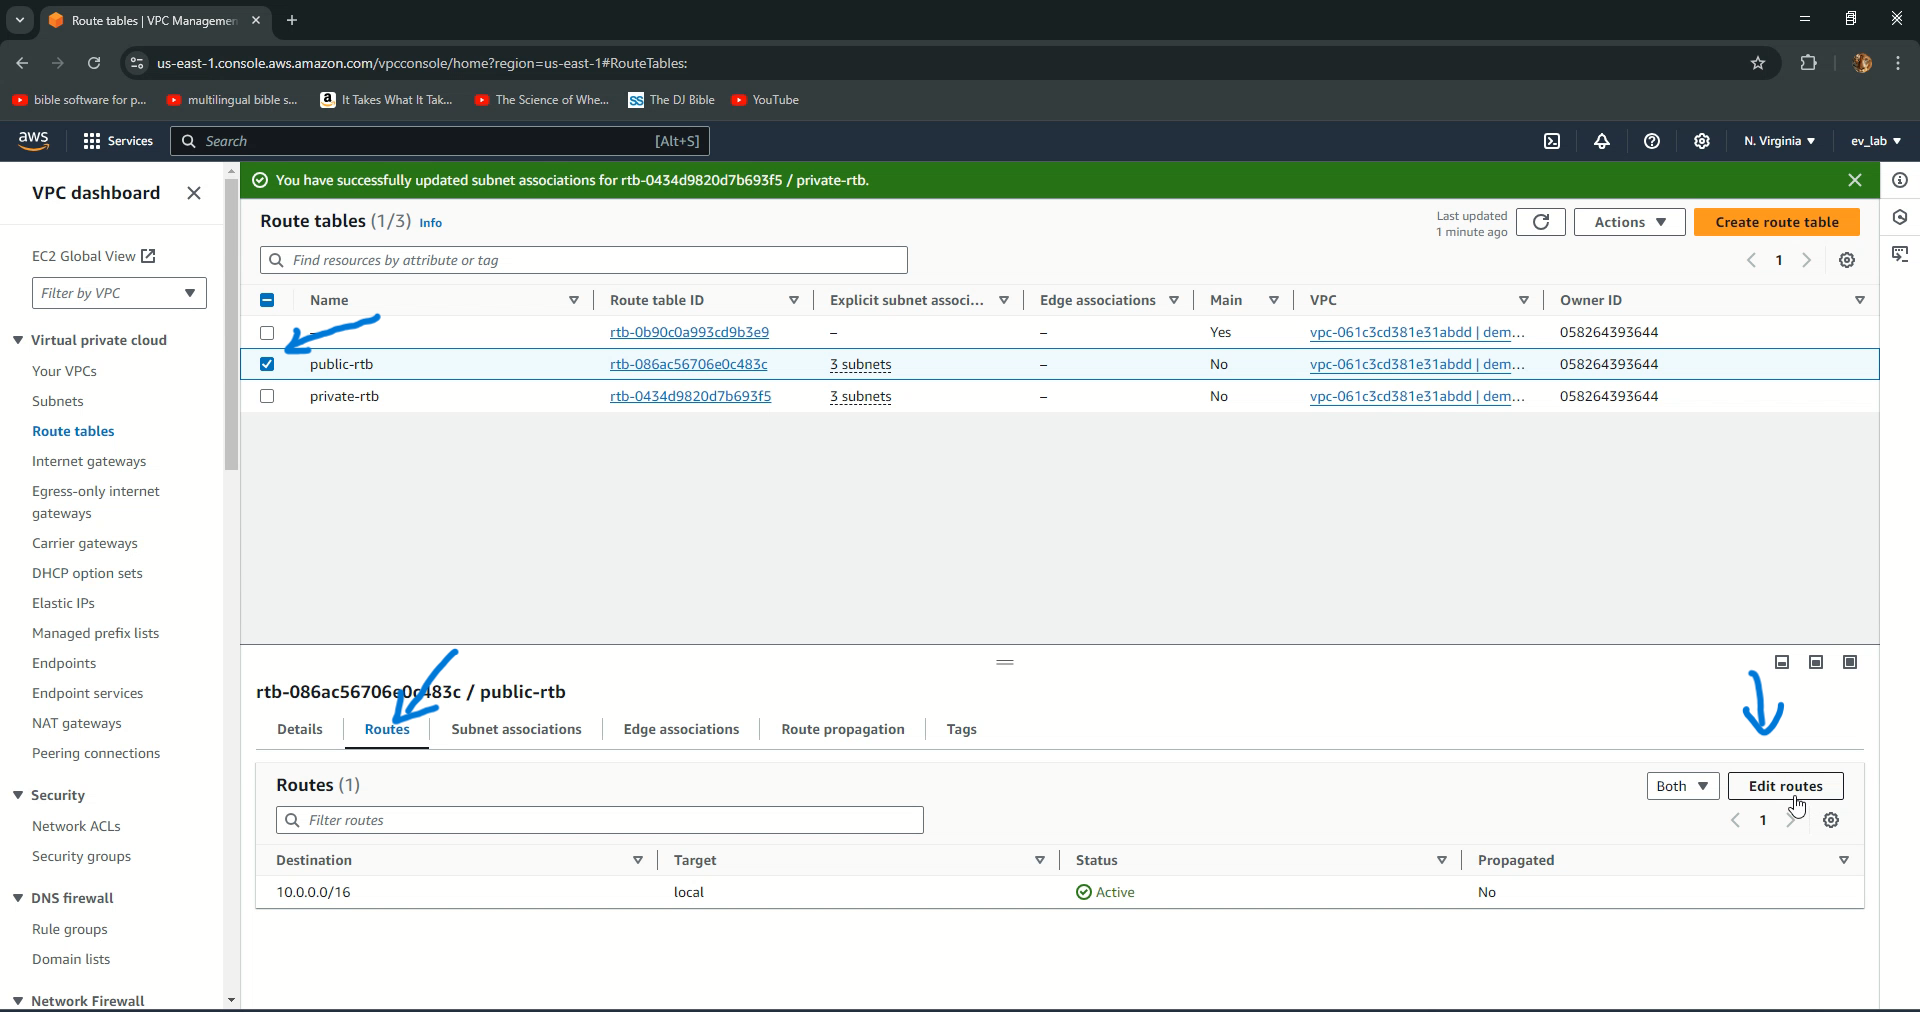 Route tables | VPC Managemen
us-east-1.console.aws.amazon.com/vpcconsole/home?region=us-east-1#RouteTables:
bible software for p... multilingual bible s... It Takes What It Tak... The Science of Whe... The DJ Bible YouTube
aws Services Search [Alt+S] N. Virginia ev_lab
VPC dashboard
EC2 Global View
Filter by VPC
Virtual private cloud
Your VPCs
Subnets
Route tables
Internet gateways
Egress-only internet
gateways
Carrier gateways
DHCP option sets
Elastic IPs
Managed prefix lists
Endpoints
Endpoint services
NAT gateways
Peering connections
Security
Network ACLs
Security groups
DNS firewall
Rule groups
Domain lists
Network Firewall
You have successfully updated subnet associations for rtb-0434d9820d7b693f5 / private-rtb.
Route tables (1/3) Info
Last updated
1 minute ago
Actions
Create route table
Find resources by attribute or tag
1
Name Route table ID Explicit subnet associ... Edge associations Main VPC Owner ID
– rtb-0b90c0a993cd9b3e9 – – Yes vpc-061c3cd381e31abdd | dem... 058264393644
public-rtb rtb-086ac56706e0c483c 3 subnets – No vpc-061c3cd381e31abdd | dem... 058264393644
private-rtb rtb-0434d9820d7b693f5 3 subnets – No vpc-061c3cd381e31abdd | dem... 058264393644
rtb-086ac56706e0c483c / public-rtb
Details Routes Subnet associations Edge associations Route propagation Tags
Routes (1)
Both Edit routes
Filter routes
1
Destination Target Status Propagated
10.0.0.0/16 local Active No